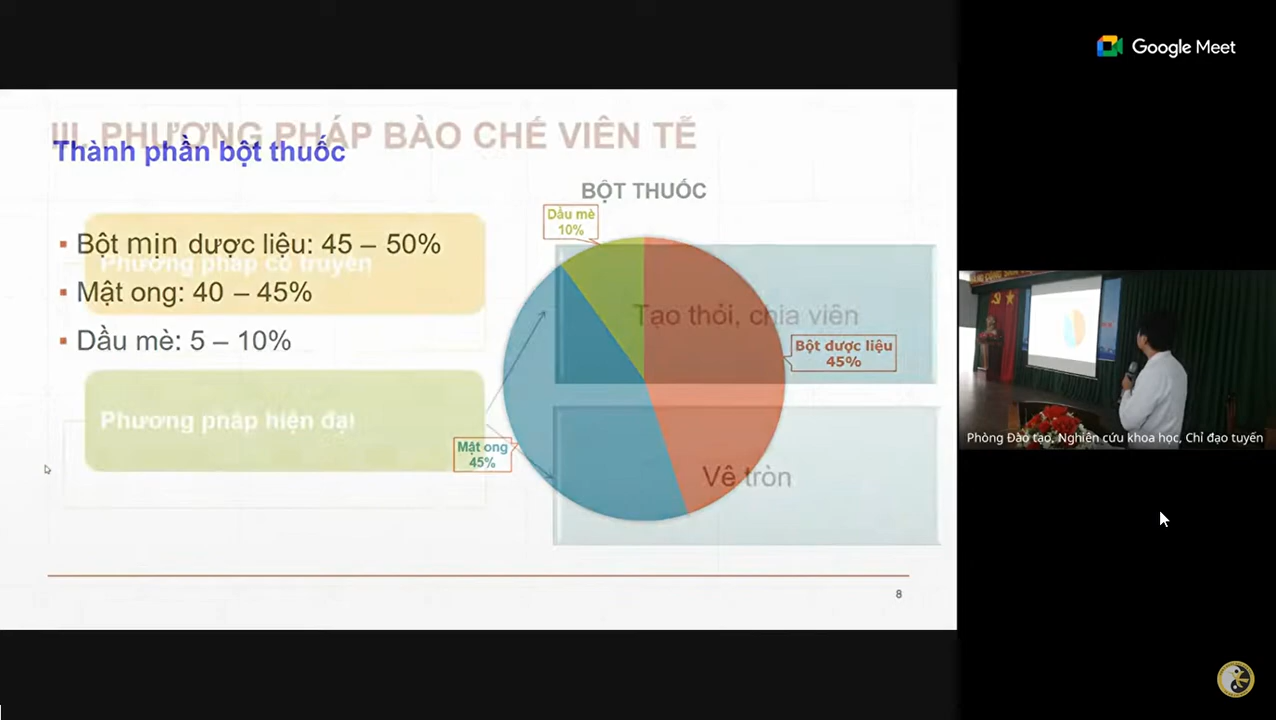 Google Meet
III. PHƯƠNG PHÁP BÀO CHẾ VIÊN TỄ
Thành phần bột thuốc
BỘT THUỐC
Dầu mè
10%
▪ Bột mịn dược liệu: 45 – 50%
Phương pháp cổ truyền
▪ Mật ong: 40 – 45%
Tạo thỏi, chia viên
▪ Dầu mè: 5 – 10%
Bột dược liệu
45%
Phương pháp hiện đại
Mật ong
45%
Vê tròn
Phòng Đào tạo, Nghiên cứu khoa học, Chỉ đạo tuyến
8